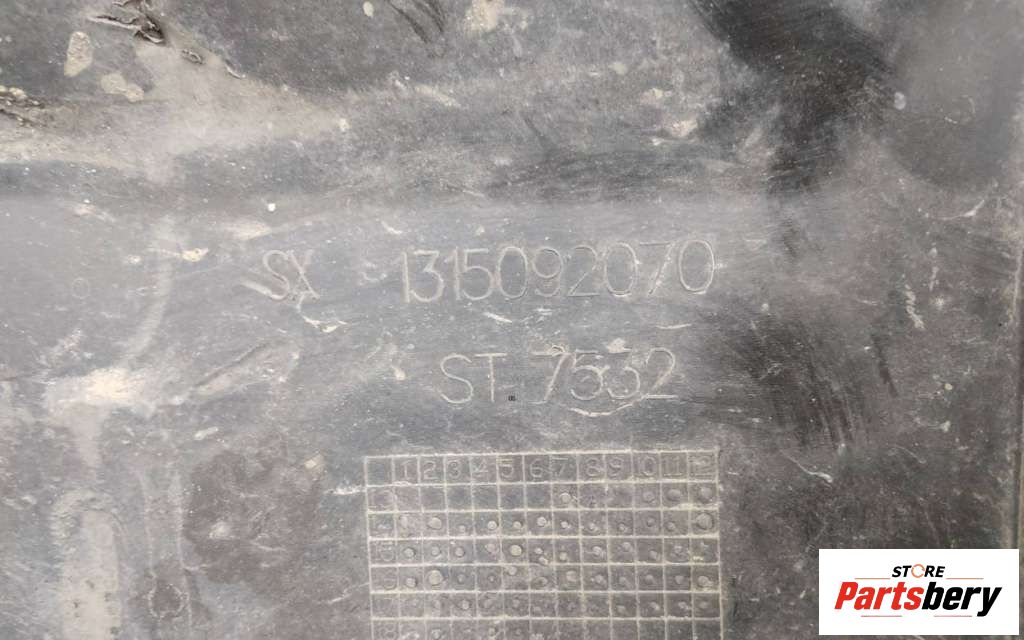 SX 1315092070
ST. 7532
1 2 3 4 5 6 7 8 9 10 11 12
STORE
Partsbery